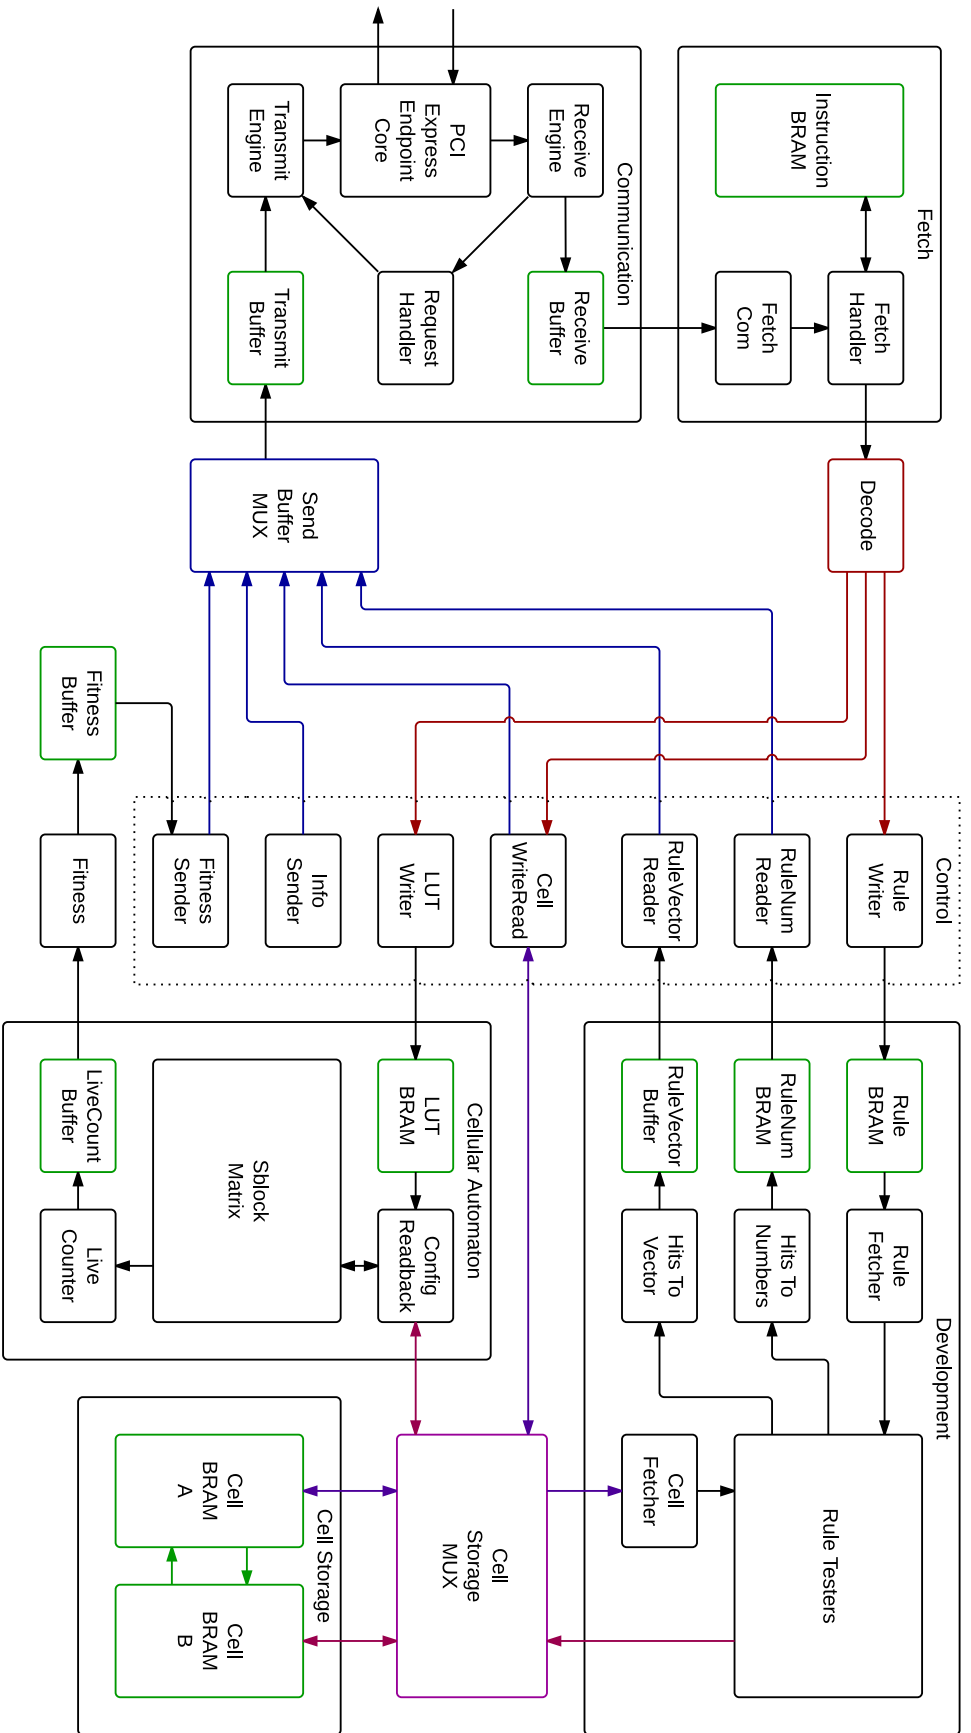 Fetch
Instruction
BRAM
Fetch
Handler
Fetch
Com
Communication
Receive
Engine
PCI
Express
Endpoint
Core
Transmit
Engine
Receive
Buffer
Request
Handler
Transmit
Buffer
Decode
Send
Buffer
MUX
Control
Rule
Writer
RuleNum
Reader
RuleVector
Reader
Cell
WriteRead
LUT
Writer
Info
Sender
Fitness
Sender
Fitness
Fitness
Buffer
Development
Rule
BRAM
RuleNum
BRAM
RuleVector
Buffer
Rule
Fetcher
Hits To
Numbers
Hits To
Vector
Rule Testers
Cell
Fetcher
Cellular Automaton
LUT
BRAM
Config
Readback
Sblock
Matrix
LiveCount
Buffer
Live
Counter
Cell
Storage
MUX
Cell Storage
Cell
BRAM
A
Cell
BRAM
B